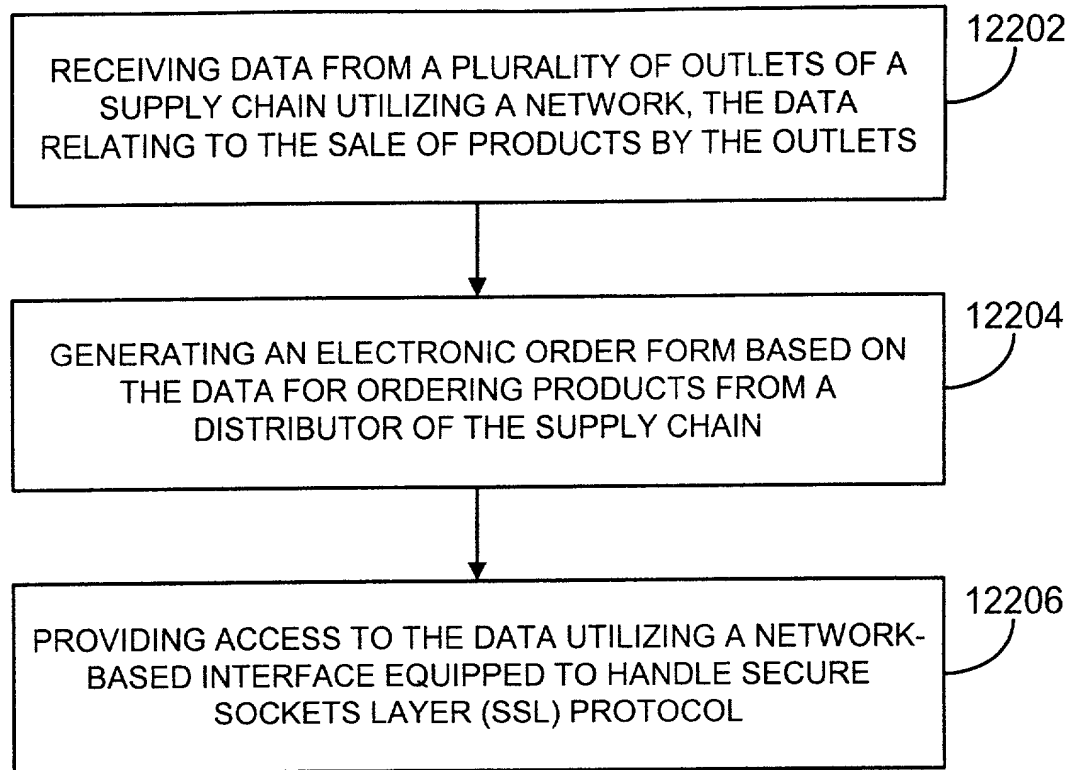 12202
RECEIVING DATA FROM A PLURALITY OF OUTLETS OF A
SUPPLY CHAIN UTILIZING A NETWORK, THE DATA
RELATING TO THE SALE OF PRODUCTS BY THE OUTLETS
12204
GENERATING AN ELECTRONIC ORDER FORM BASED ON
THE DATA FOR ORDERING PRODUCTS FROM A
DISTRIBUTOR OF THE SUPPLY CHAIN
12206
PROVIDING ACCESS TO THE DATA UTILIZING A NETWORK-
BASED INTERFACE EQUIPPED TO HANDLE SECURE
SOCKETS LAYER (SSL) PROTOCOL